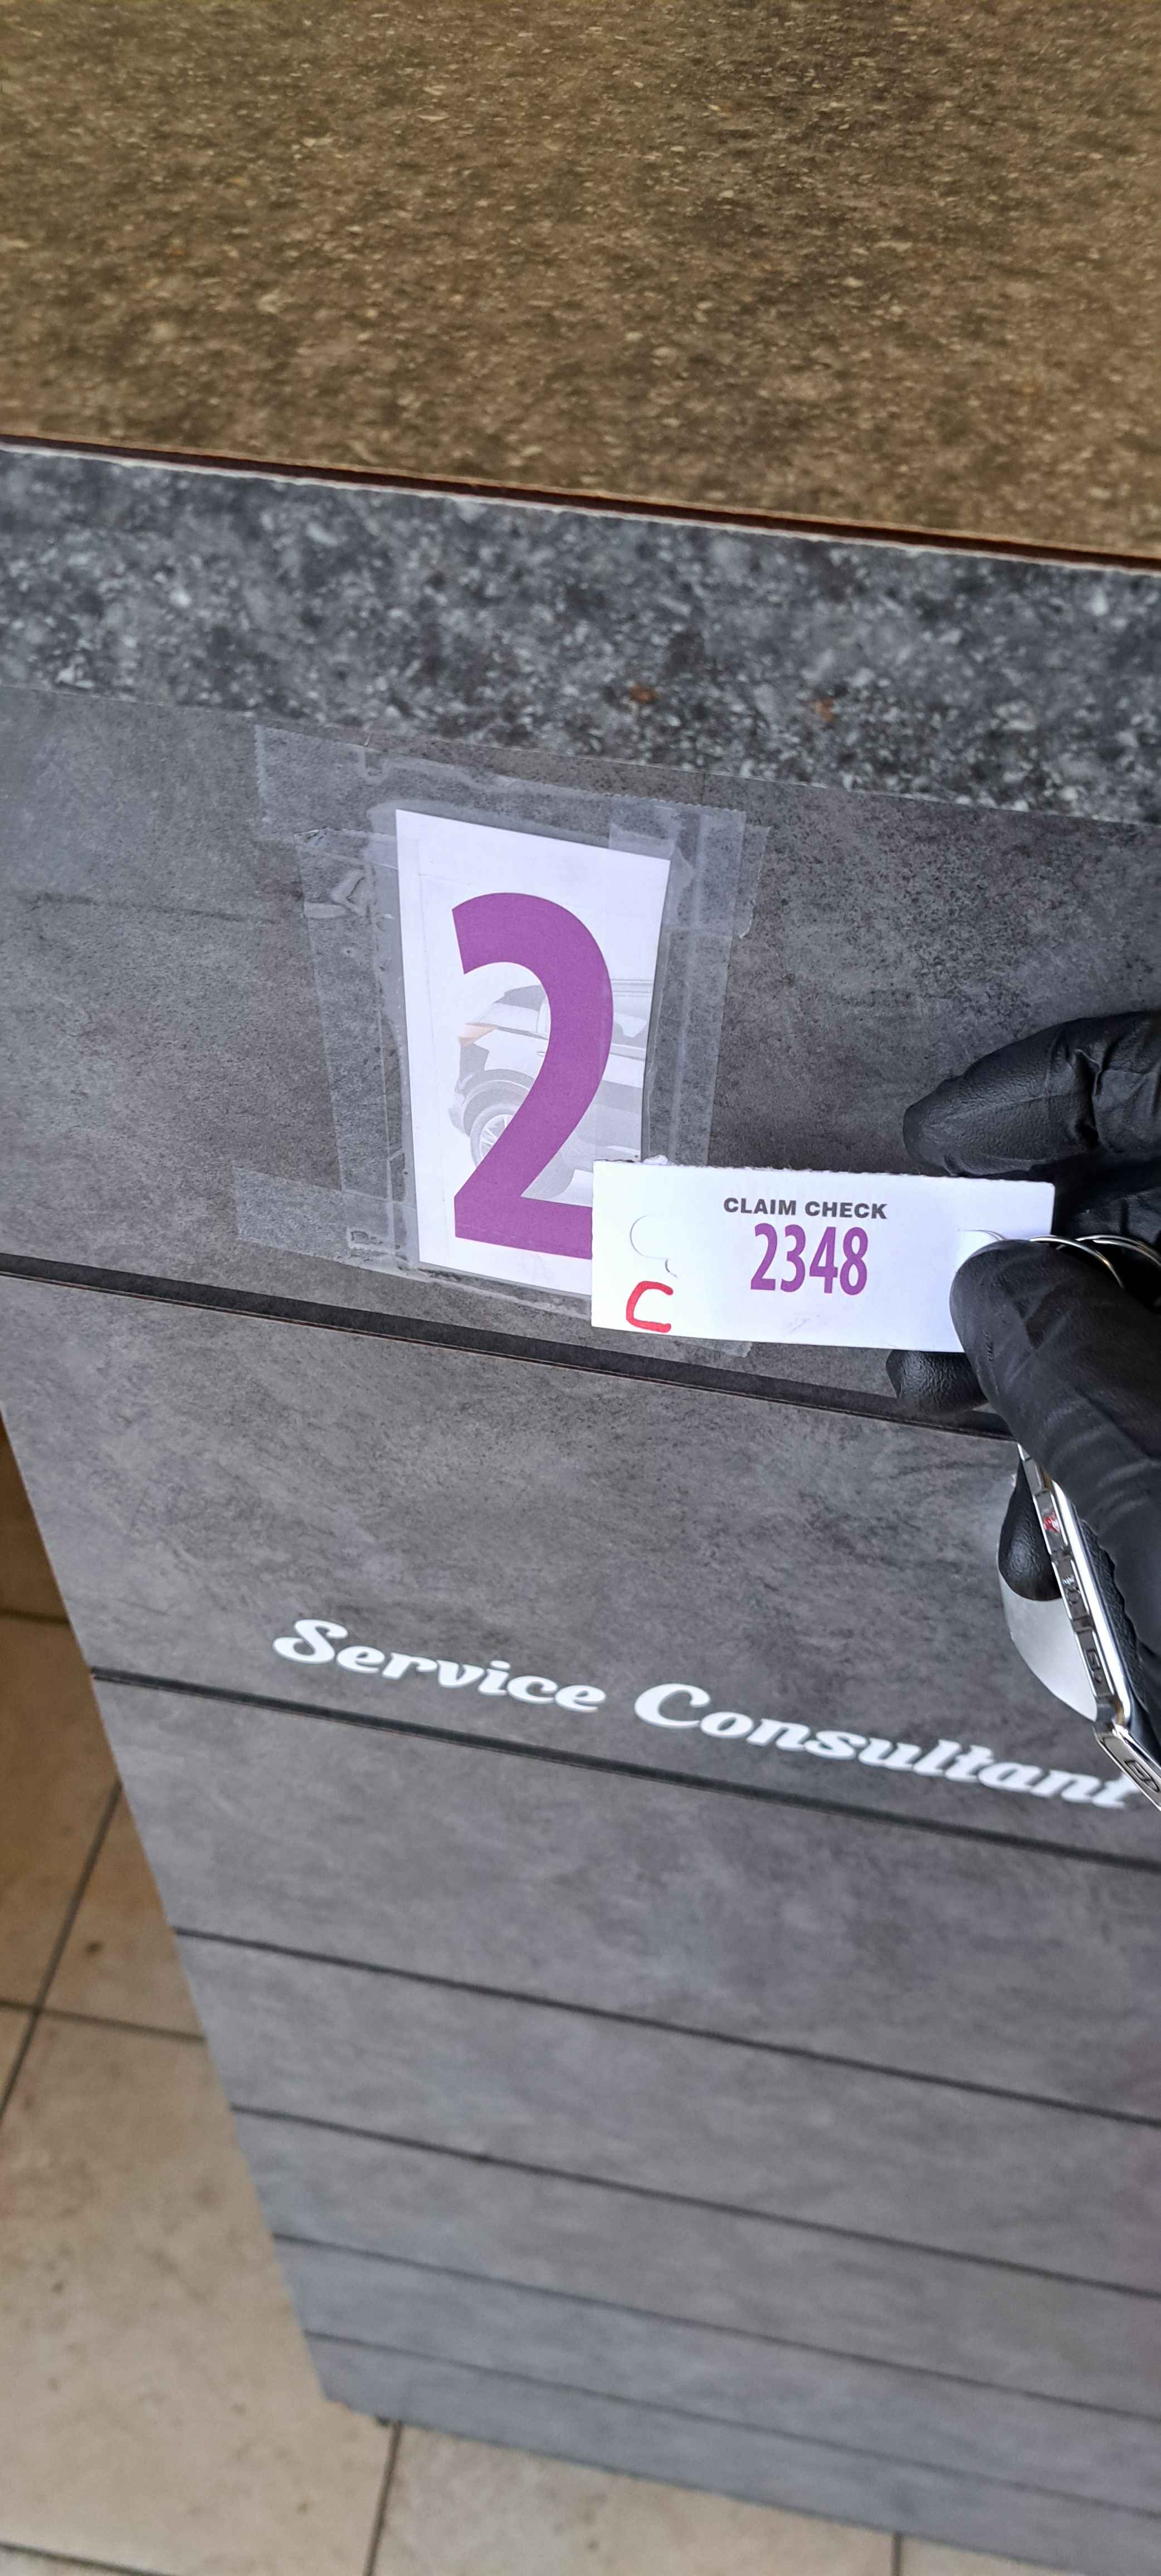 2
CLAIM CHECK
2348
C
Service Consultant